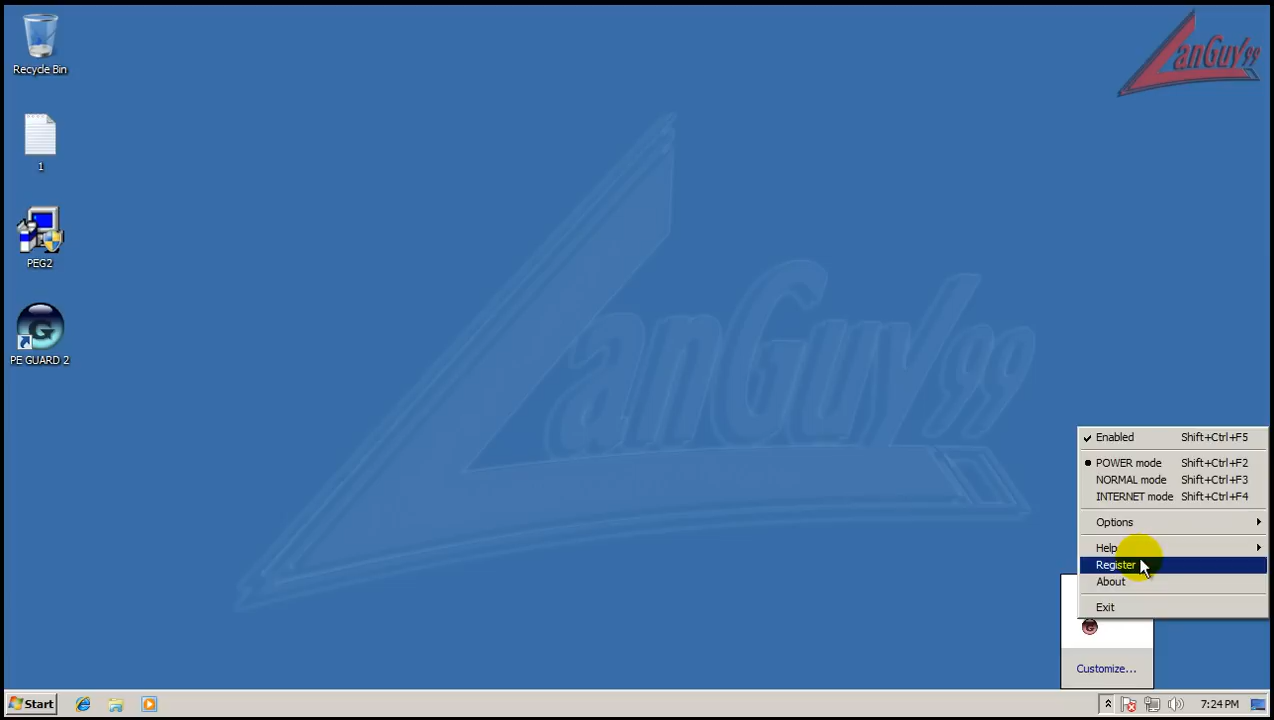 LanGuy99
Recycle Bin
1
PEG2
G
PE GUARD 2
LanGuy99
Enabled Shift+Ctrl+F5
POWER mode Shift+Ctrl+F2
NORMAL mode Shift+Ctrl+F3
INTERNET mode Shift+Ctrl+F4
Options
Help
Register
About
Exit
G
Customize...
Start
7:24 PM